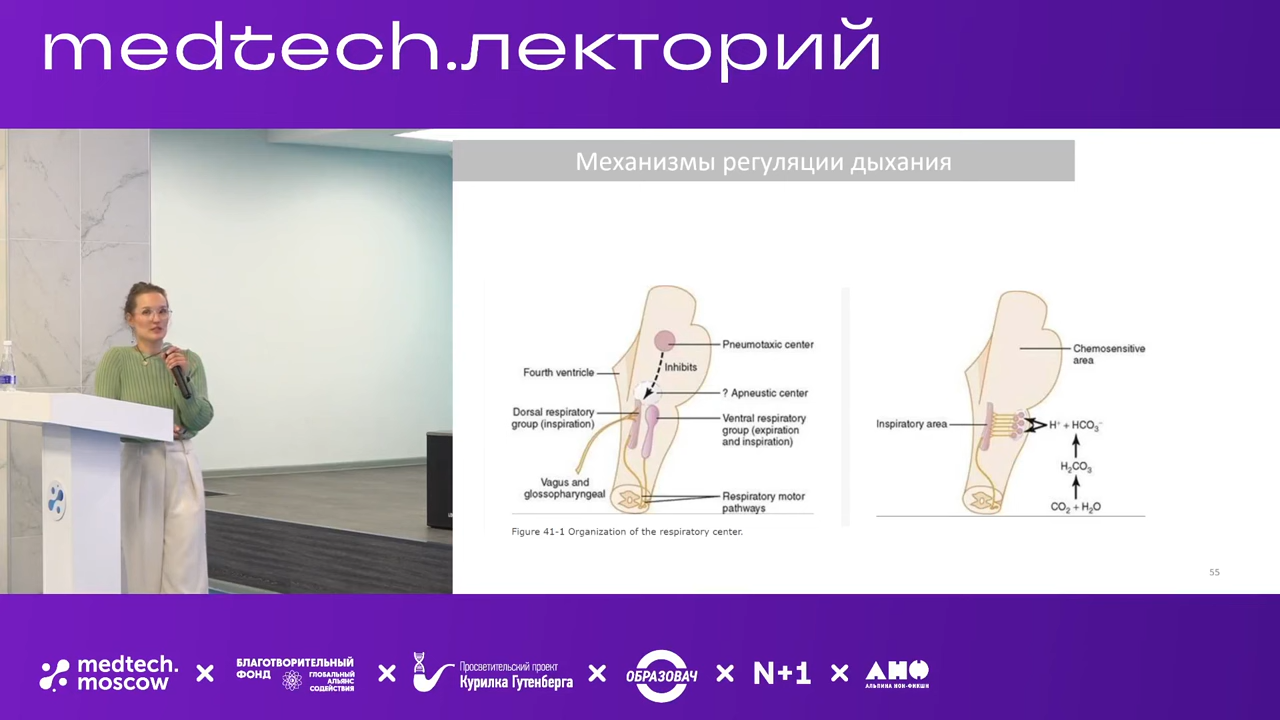 medtech.лекторий
Механизмы регуляции дыхания
Pneumotaxic center
Inhibits
Fourth ventricle
? Apneustic center
Dorsal respiratory
group (inspiration)
Ventral respiratory
group (expiration
and inspiration)
Vagus and
glossopharyngeal
Respiratory motor
pathways
Figure 41-1 Organization of the respiratory center.
Chemosensitive
area
Inspiratory area
H⁺ + HCO₃⁻
H₂CO₃
CO₂ + H₂O
55
medtech.
moscow
БЛАГОТВОРИТЕЛЬНЫЙ
ФОНД
ГЛОБАЛЬНЫЙ
АЛЬЯНС
СОДЕЙСТВИЯ
Просветительский проект
Курилка Гутенберга
ОБРАЗОВАЧ
N+1
АНФ
АЛЬПИНА НОН-ФИКШН